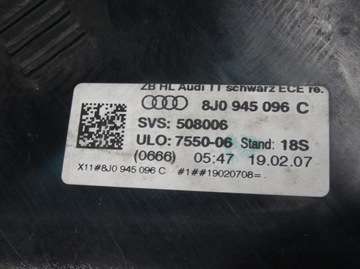 ZB HL Audi TT schwarz ECE re.
8J0 945 096 C
SVS: 508006
ULO: 7550-06 Stand: 18S
(0666) 05:47 19.02.07
X11#8J0 945 096 C #1##19020708=